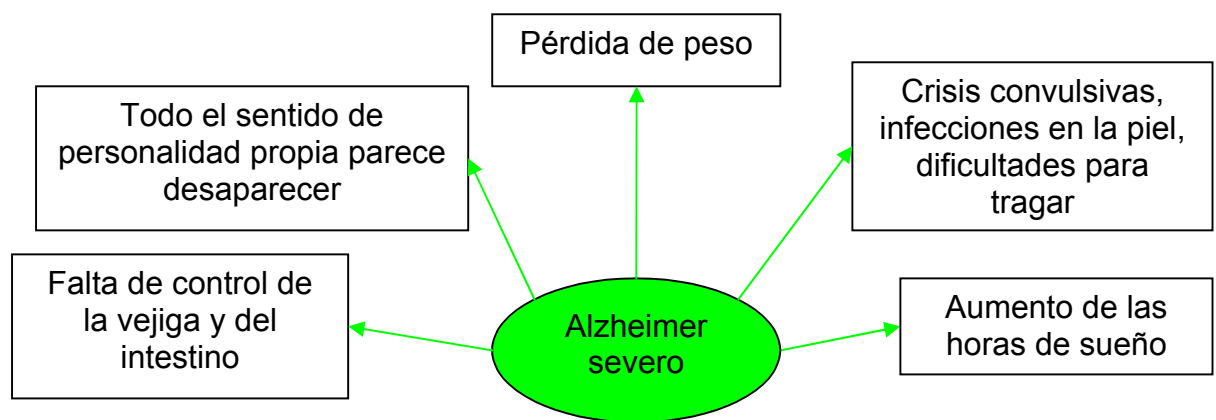 Pérdida de peso
Todo el sentido de
personalidad propia parece
desaparecer
Crisis convulsivas,
infecciones en la piel,
dificultades para
tragar
Falta de control de
la vejiga y del
intestino
Alzheimer
severo
Aumento de las
horas de sueño